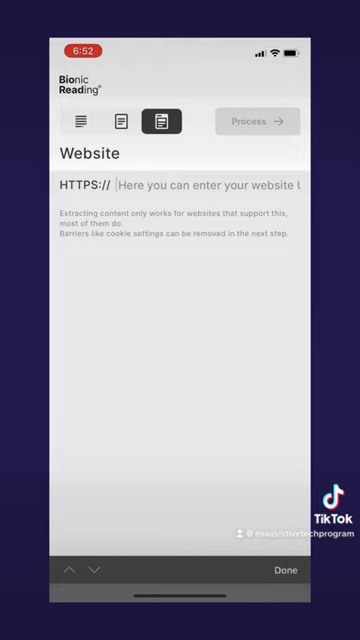 6:52
Bionic
Reading®
Process →
Website
HTTPS:// Here you can enter your website U
Extracting content only works for websites that support this,
most of them do.
Barriers like cookie settings can be removed in the next step.
TikTok
@miassistivetechprogram
Done